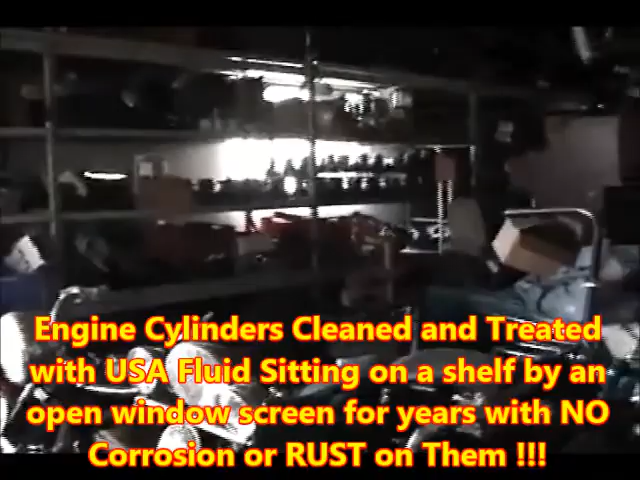 Engine Cylinders Cleaned and Treated
with USA Fluid Sitting on a shelf by an
open window screen for years with NO
Corrosion or RUST on Them !!!